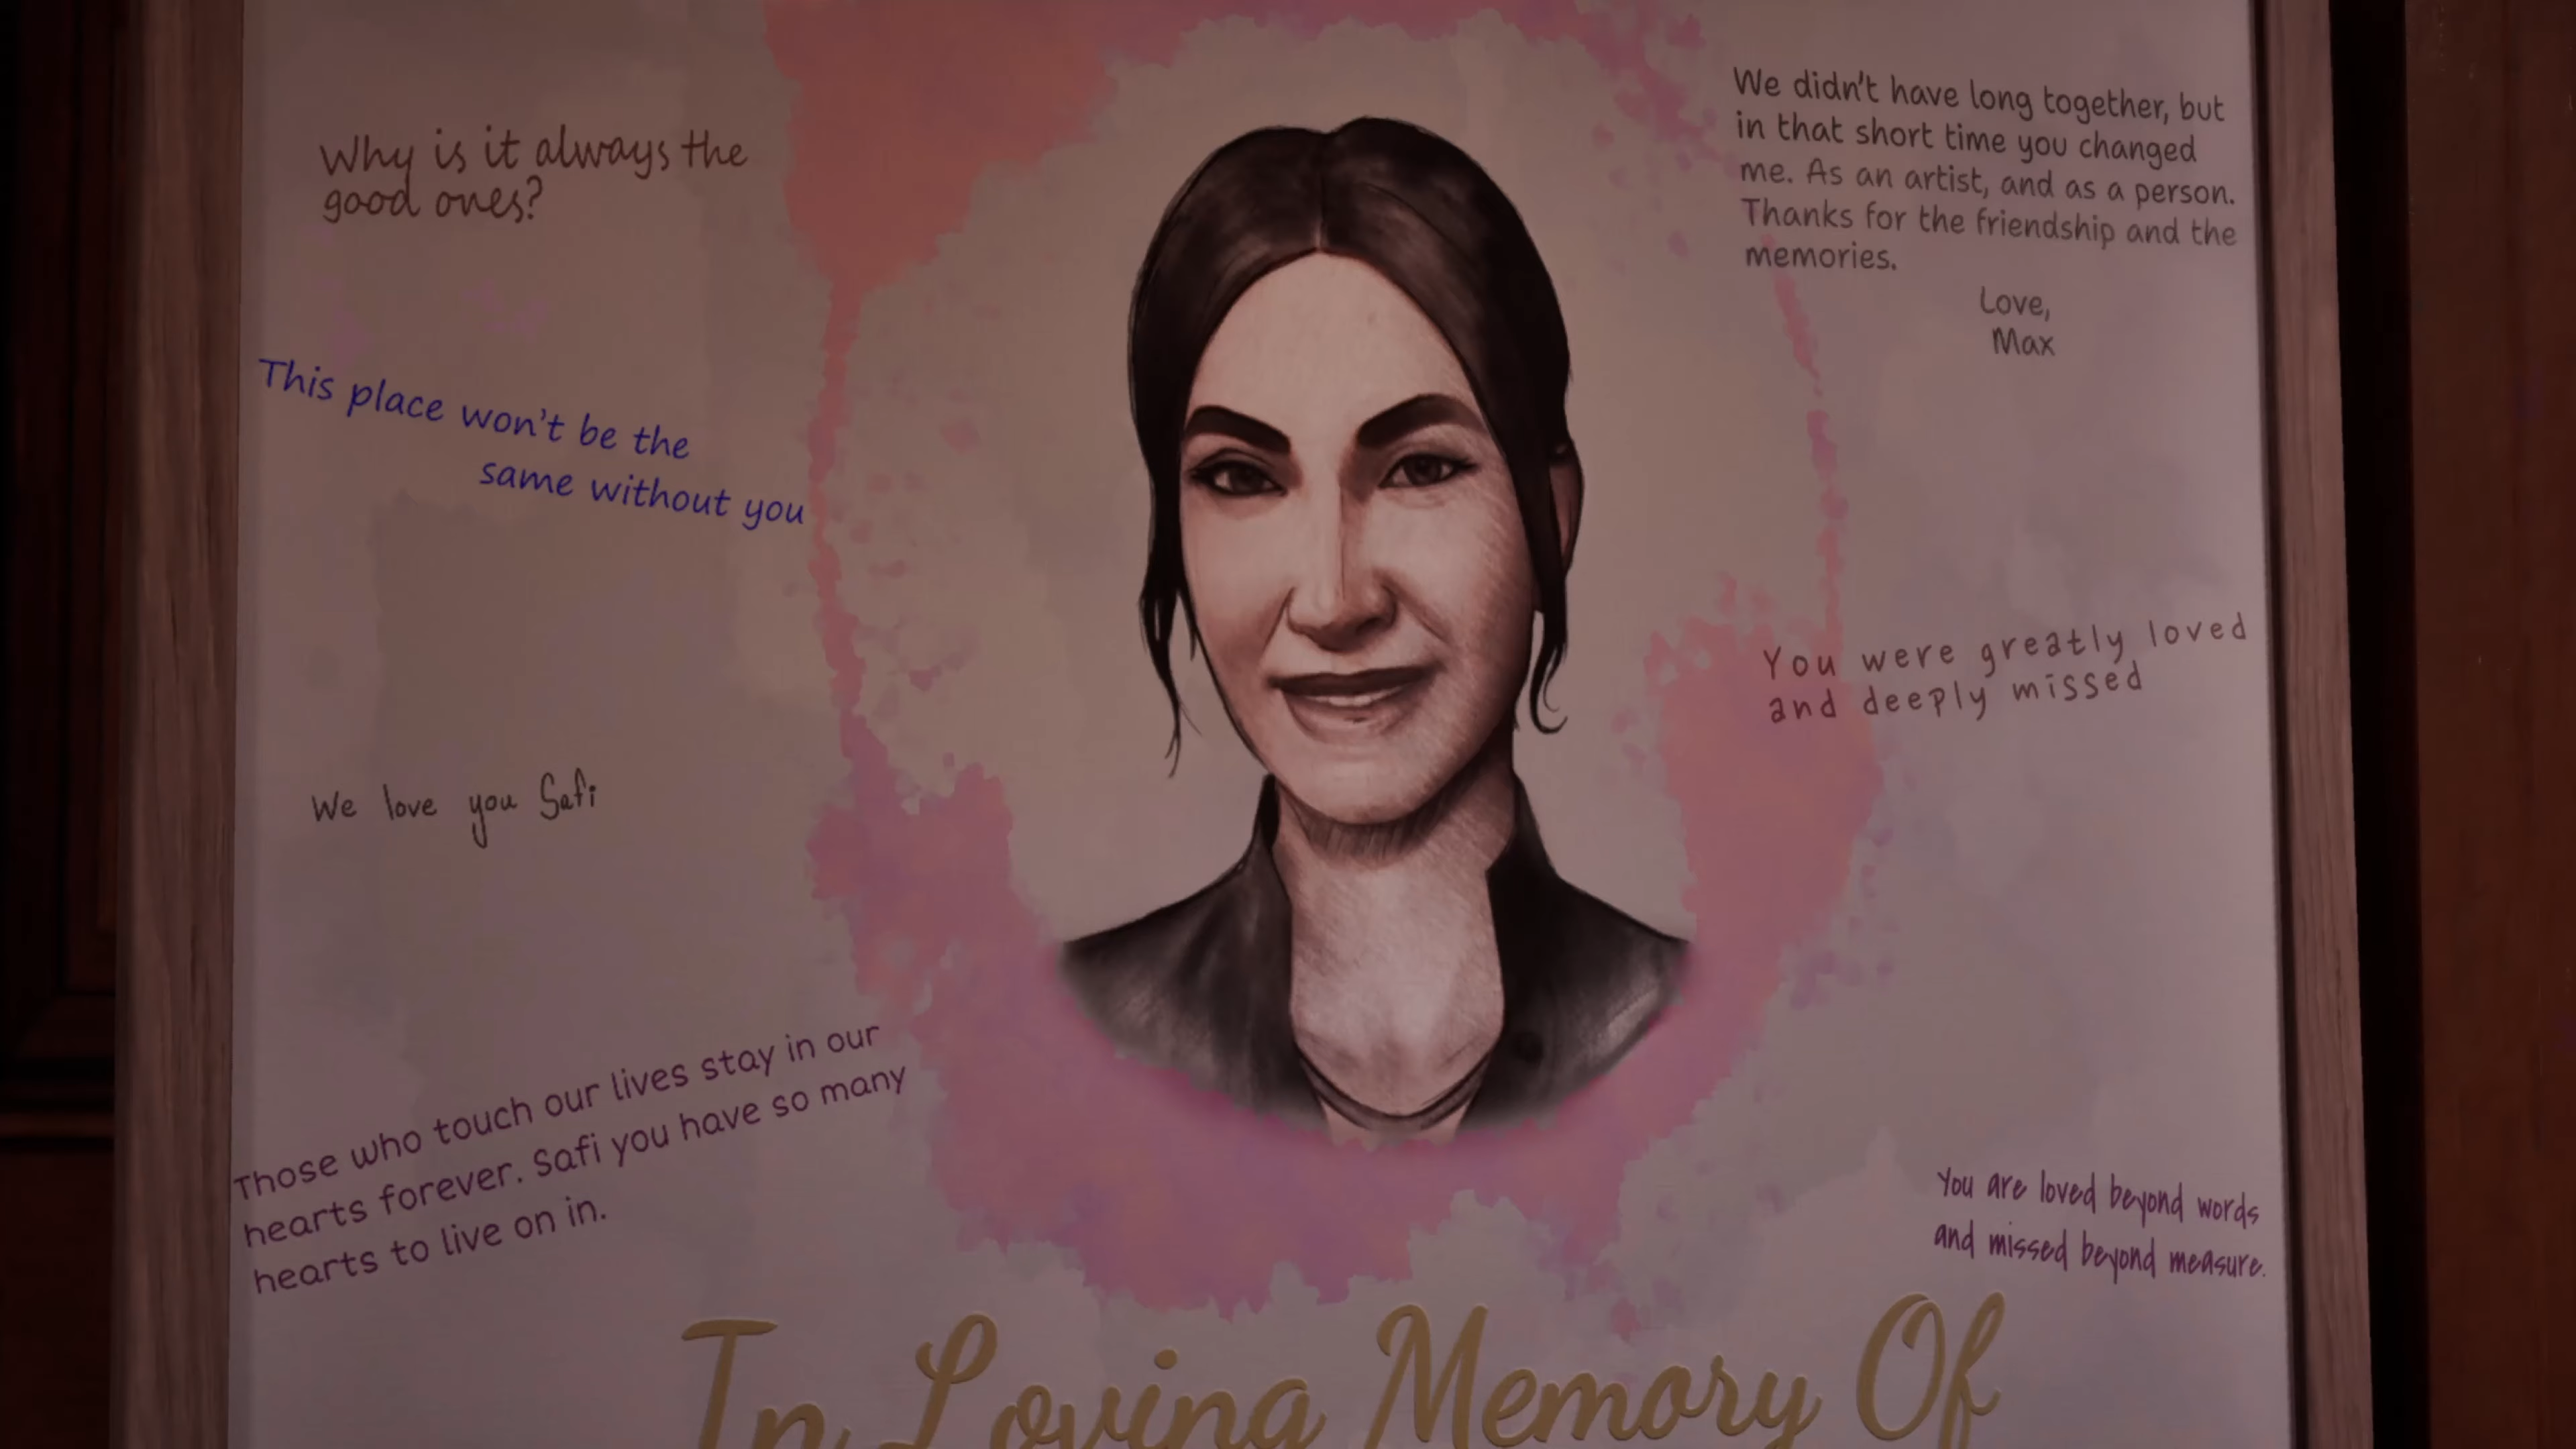 Why is it always the
good ones?
This place won't be the
same without you
We love you Safi
Those who touch our lives stay in our
hearts forever. Safi you have so many
hearts to live on in.
We didn't have long together, but
in that short time you changed
me. As an artist, and as a person.
Thanks for the friendship and the
memories.
Love,
Max
You were greatly loved
and deeply missed
You are loved beyond words
and missed beyond measure.
In Loving Memory Of